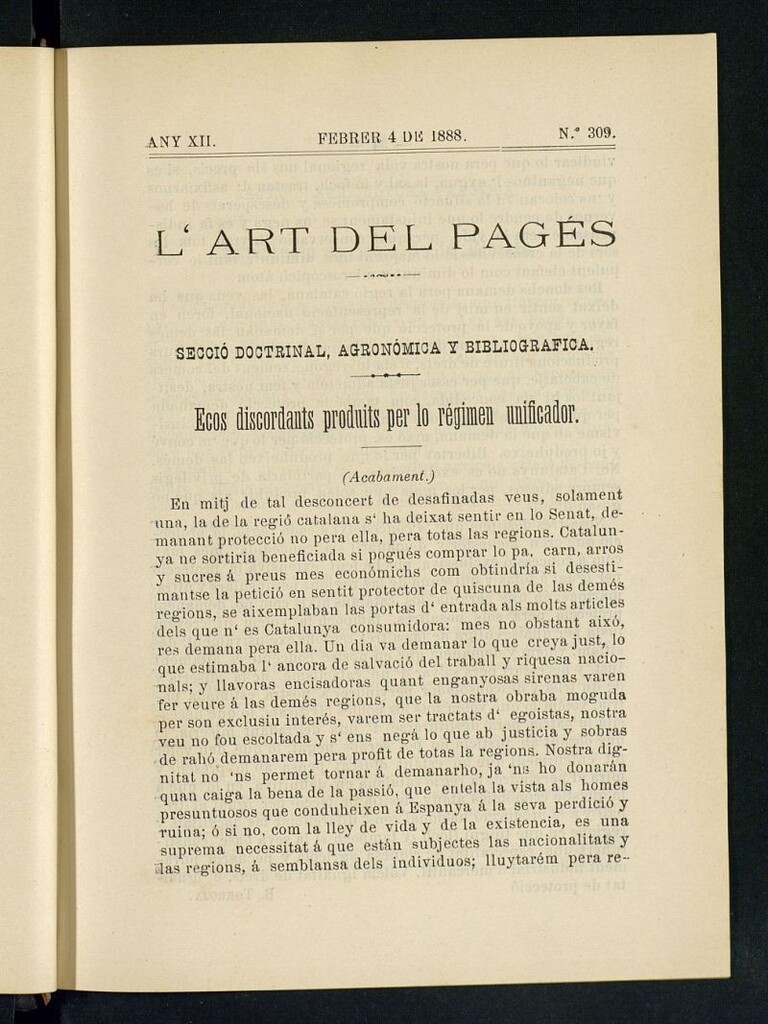 ANY XII. FEBRER 4 DE 1888. N.º 309.
L‘ ART DEL PAGÉS
SECCIÓ DOCTRINAL, AGRONÓMICA Y BIBLIOGRAFICA.
Ecos discordants produits per lo régimen unificador.
(Acabament.)
En mitj de tal desconcert de desafinadas veus, solament
una, la de la regió catalana s‘ ha deixat sentir en lo Senat, de-
manant protecció no pera ella, pera totas las regions. Catalun-
ya ne sortiria beneficiada si pogués comprar lo pa, carn, arros
y sucres á preus mes económichs com obtindría si desesti-
mantse la petició en sentit protector de quiscuna de las demés
regions, se aixemplaban las portas d‘ entrada als molts articles
dels que n‘ es Catalunya consumidora: mes no obstant aixó,
res demana pera ella. Un dia va demanar lo que creya just, lo
que estimaba l‘ ancora de salvació del traball y riquesa nacio-
nals; y llavoras encisadoras quant enganyosas sirenas varen
fer veure á las demés regions, que la nostra obraba moguda
per son exclusiu interés, varem ser tractats d‘ egoistas, nostra
veu no fou escoltada y s‘ ens negá lo que ab justicia y sobras
de rahó demanarem pera profit de totas la regions. Nostra dig-
nitat no ‘ns permet tornar á demanarho, ja ‘ns ho donarán
quan caiga la bena de la passió, que entela la vista als homes
presuntuosos que conduheixen á Espanya á la seva perdició y
ruina; ó si no, com la lley de vida y de la existencia, es una
suprema necessitat á que están subjectes las nacionalitats y
las regions, á semblansa dels individuos; lluytarém pera re-